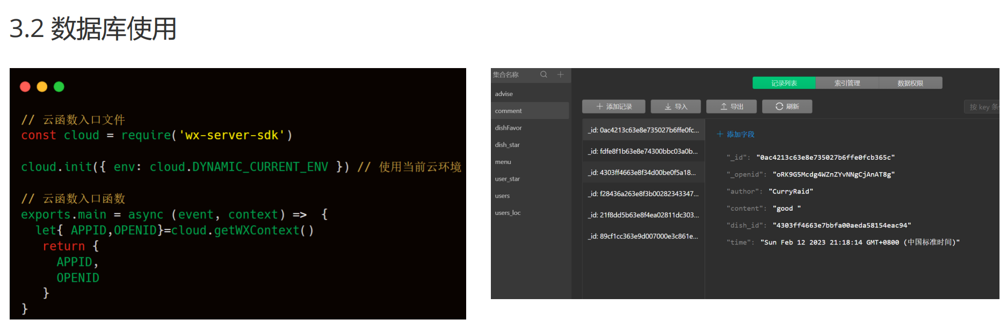 3.2 数据库使用
// 云函数入口文件
const cloud = require('wx-server-sdk')
cloud.init({ env: cloud.DYNAMIC_CURRENT_ENV }) // 使用当前云环境
// 云函数入口函数
exports.main = async (event, context) => {
let{ APPID,OPENID}=cloud.getWXContext()
return {
APPID,
OPENID
}
}
集合名称
advise
comment
dishFavor
dish_star
menu
user_star
users
users_loc
记录列表 索引管理 数据权限
添加记录 导入 导出 刷新 按 key 条
_id: 0ac4213c63e8e735027b6ffe0fc...
_id: fdfe8f1b63e8e74300bbc03a0b...
_id: 4303ff4663e8f34d00be0f5a18...
_id: f28436a263e8f3b00282343347...
_id: 21f8dd5b63e8f4ea02811dc303...
_id: 89cf1cc363e9d007000e3c861e...
添加字段
"_id": "0ac4213c63e8e735027b6ffe0fcb365c"
"_openid": "oRK9G5Mcdg4WZnZYvNNgCjAnAT8g"
"author": "CurryRaid"
"content": "good "
"dish_id": "4303ff4663e7bbfa00aeda58154eac94"
"time": "Sun Feb 12 2023 21:18:14 GMT+0800 (中国标准时间)"